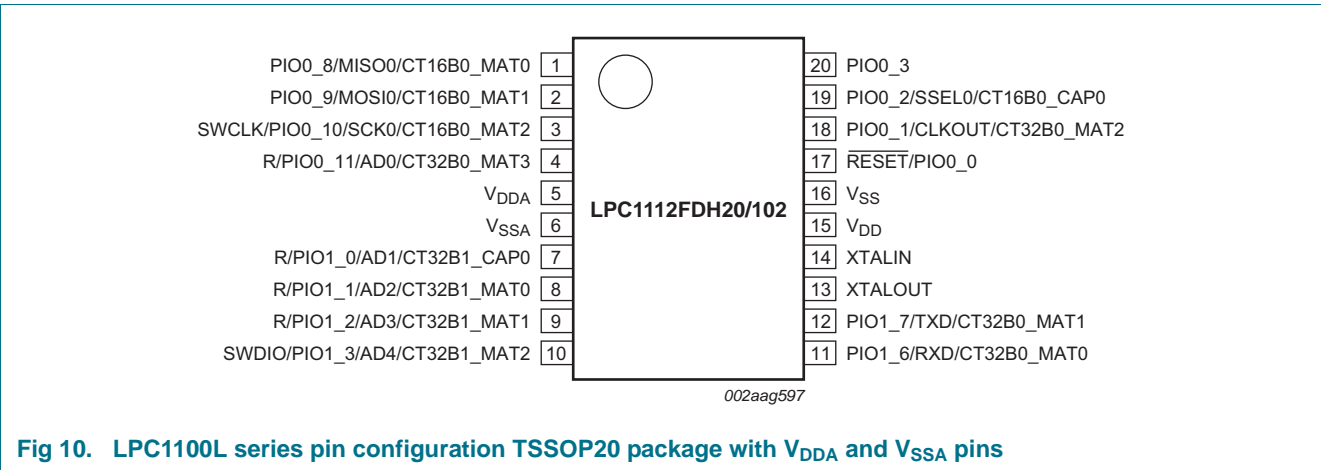 PIO0_8/MISO0/CT16B0_MAT0 1
PIO0_9/MOSI0/CT16B0_MAT1 2
SWCLK/PIO0_10/SCK0/CT16B0_MAT2 3
R/PIO0_11/AD0/CT32B0_MAT3 4
VDDA 5
VSSA 6
R/PIO1_0/AD1/CT32B1_CAP0 7
R/PIO1_1/AD2/CT32B1_MAT0 8
R/PIO1_2/AD3/CT32B1_MAT1 9
SWDIO/PIO1_3/AD4/CT32B1_MAT2 10
LPC1112FDH20/102
20 PIO0_3
19 PIO0_2/SSEL0/CT16B0_CAP0
18 PIO0_1/CLKOUT/CT32B0_MAT2
17 RESET/PIO0_0
16 VSS
15 VDD
14 XTALIN
13 XTALOUT
12 PIO1_7/TXD/CT32B0_MAT1
11 PIO1_6/RXD/CT32B0_MAT0
002aag597
Fig 10. LPC1100L series pin configuration TSSOP20 package with VDDA and VSSA pins